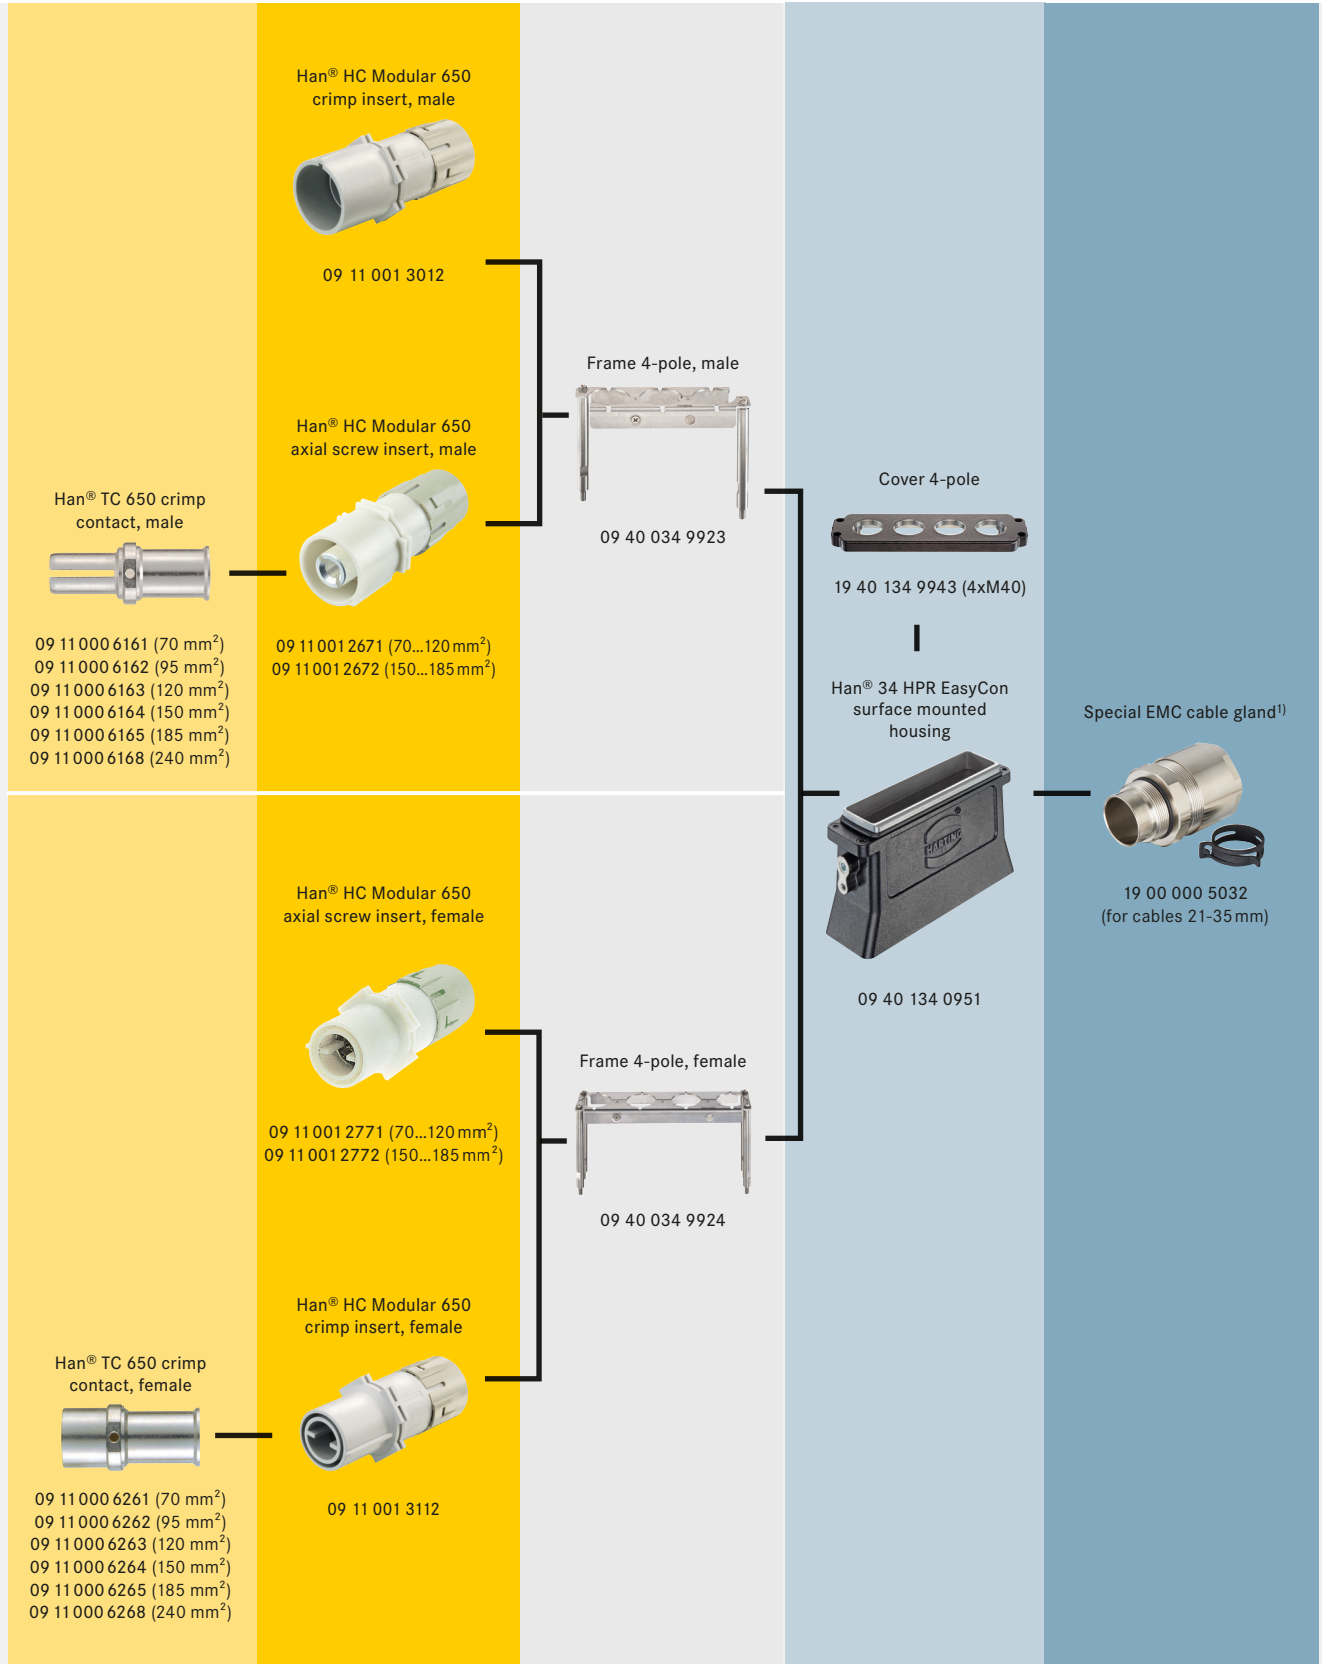 Han® HC Modular 650
crimp insert, male
09 11 001 3012
Frame 4-pole, male
09 40 034 9923
Han® HC Modular 650
axial screw insert, male
09 11 001 2671 (70...120 mm²)
09 11 001 2672 (150...185 mm²)
Han® TC 650 crimp
contact, male
09 11 000 6161 (70 mm²)
09 11 000 6162 (95 mm²)
09 11 000 6163 (120 mm²)
09 11 000 6164 (150 mm²)
09 11 000 6165 (185 mm²)
09 11 000 6168 (240 mm²)
Cover 4-pole
19 40 134 9943 (4xM40)
Han® 34 HPR EasyCon
surface mounted
housing
HARTING
09 40 134 0951
Special EMC cable gland¹⁾
19 00 000 5032
(for cables 21-35 mm)
Han® HC Modular 650
axial screw insert, female
09 11 001 2771 (70...120 mm²)
09 11 001 2772 (150...185 mm²)
Frame 4-pole, female
09 40 034 9924
Han® HC Modular 650
crimp insert, female
09 11 001 3112
Han® TC 650 crimp
contact, female
09 11 000 6261 (70 mm²)
09 11 000 6262 (95 mm²)
09 11 000 6263 (120 mm²)
09 11 000 6264 (150 mm²)
09 11 000 6265 (185 mm²)
09 11 000 6268 (240 mm²)